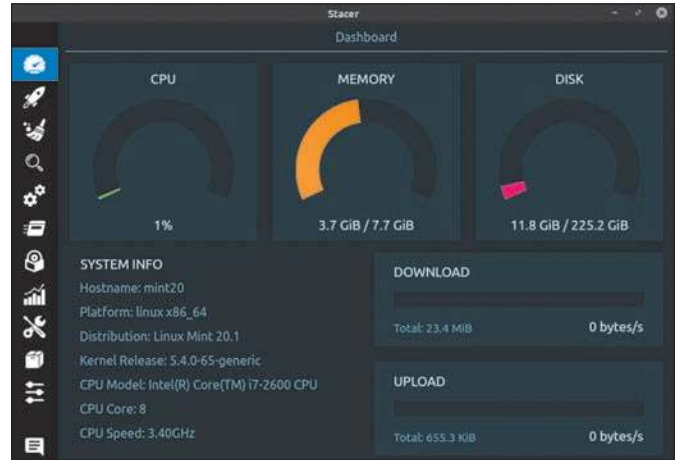 Stacer
Dashboard
CPU
1%
MEMORY
3.7 GiB / 7.7 GiB
DISK
11.8 GiB / 225.2 GiB
SYSTEM INFO
Hostname: mint20
Platform: linux x86_64
Distribution: Linux Mint 20.1
Kernel Release: 5.4.0-65-generic
CPU Model: Intel(R) Core(TM) i7-2600 CPU
CPU Core: 8
CPU Speed: 3.40GHz
DOWNLOAD
Total: 23.4 MiB 0 bytes/s
UPLOAD
Total: 655.3 KiB 0 bytes/s